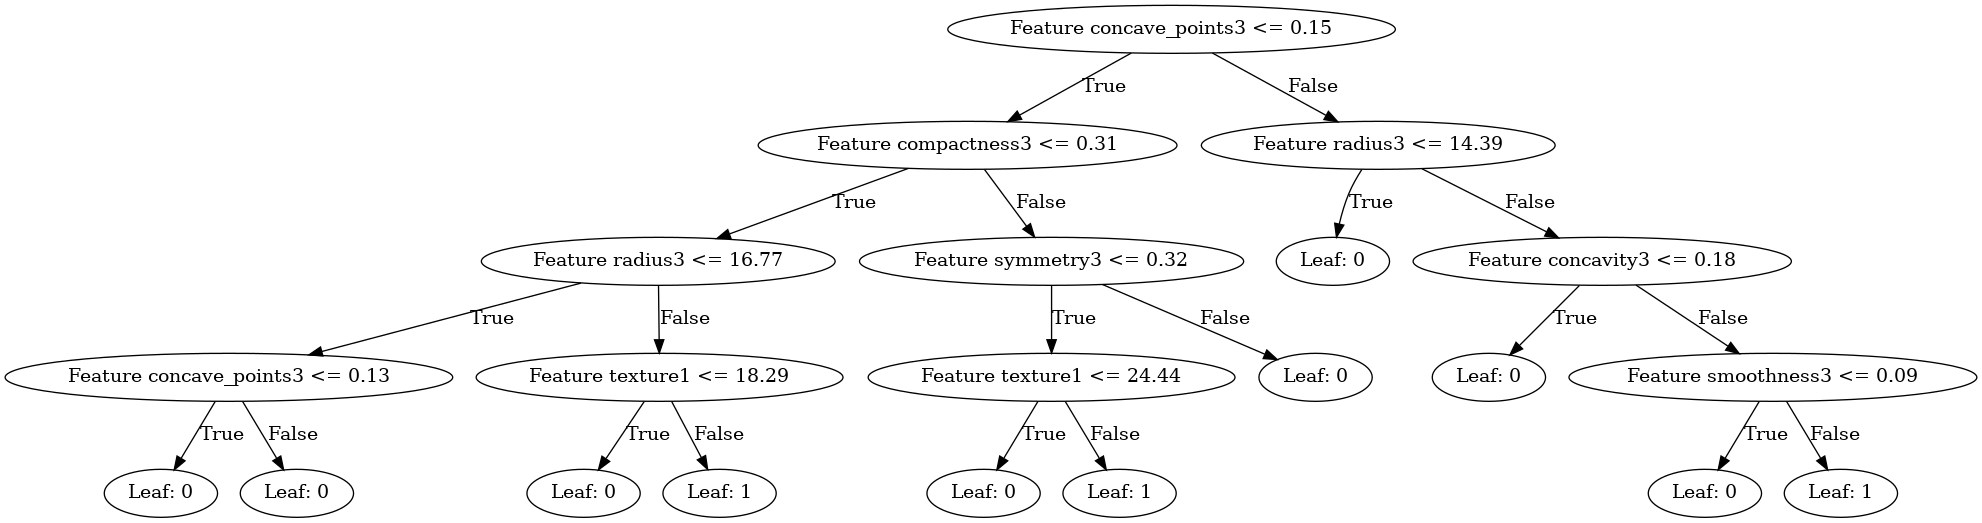 Feature concave_points3 <= 0.15
True
False
Feature compactness3 <= 0.31
Feature radius3 <= 14.39
True
False
True
False
Feature radius3 <= 16.77
Feature symmetry3 <= 0.32
Leaf: 0
Feature concavity3 <= 0.18
True
False
True
False
True
False
Feature concave_points3 <= 0.13
Feature texture1 <= 18.29
Feature texture1 <= 24.44
Leaf: 0
Leaf: 0
Feature smoothness3 <= 0.09
True
False
True
False
True
False
True
False
Leaf: 0
Leaf: 0
Leaf: 0
Leaf: 1
Leaf: 0
Leaf: 1
Leaf: 0
Leaf: 1